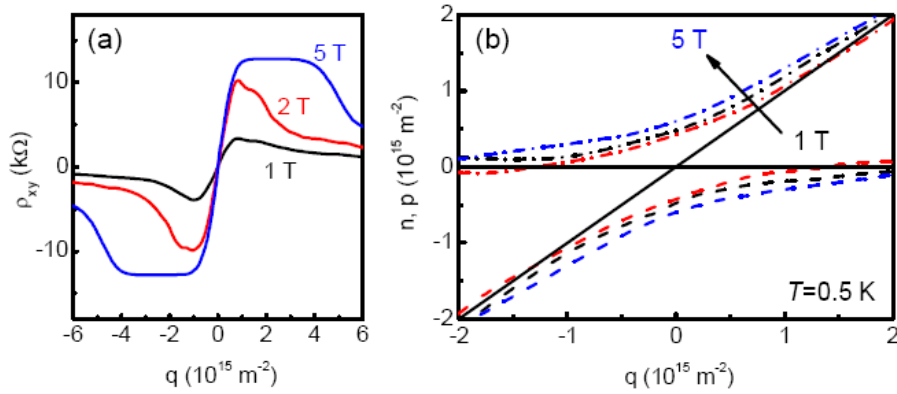 (a)
5 T
2 T
1 T
10
0
-10
ρxy (kΩ)
-6 -4 -2 0 2 4 6
q (10^15 m^-2)
(b)
5 T
1 T
T=0.5 K
2
1
0
-1
-2
n, p (10^15 m^-2)
-2 -1 0 1 2
q (10^15 m^-2)